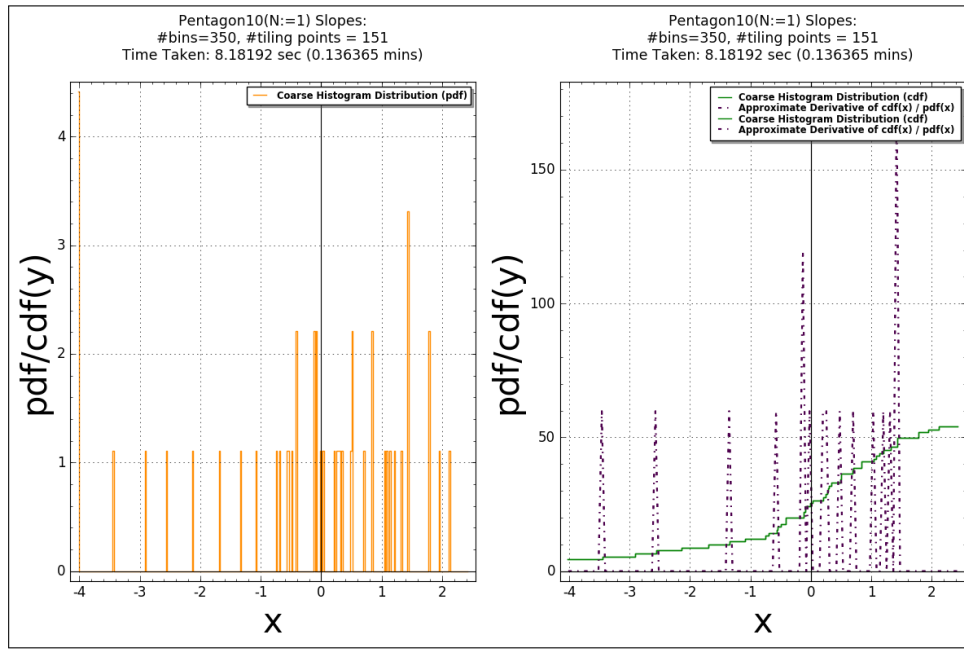 Pentagon10(N:=1) Slopes:
#bins=350, #tiling points = 151
Time Taken: 8.18192 sec (0.136365 mins)
Coarse Histogram Distribution (pdf)
pdf/cdf(y)
4
3
2
1
0
-4 -3 -2 -1 0 1 2
x
Pentagon10(N:=1) Slopes:
#bins=350, #tiling points = 151
Time Taken: 8.18192 sec (0.136365 mins)
Coarse Histogram Distribution (cdf)
Approximate Derivative of cdf(x) / pdf(x)
Coarse Histogram Distribution (cdf)
Approximate Derivative of cdf(x) / pdf(x)
pdf/cdf(y)
150
100
50
0
-4 -3 -2 -1 0 1 2
x